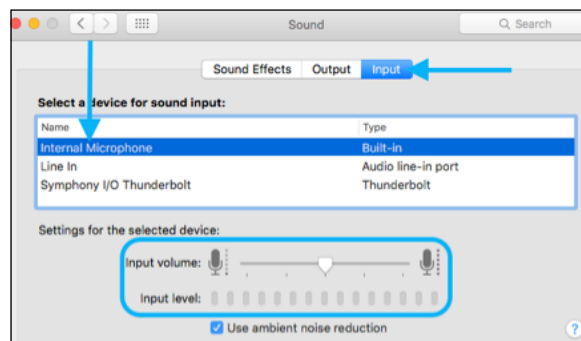 Sound
Search
Sound Effects Output Input
Select a device for sound input:
Name Type
Internal Microphone Built-in
Line In Audio line-in port
Symphony I/O Thunderbolt Thunderbolt
Settings for the selected device:
Input volume:
Input level:
Use ambient noise reduction
?